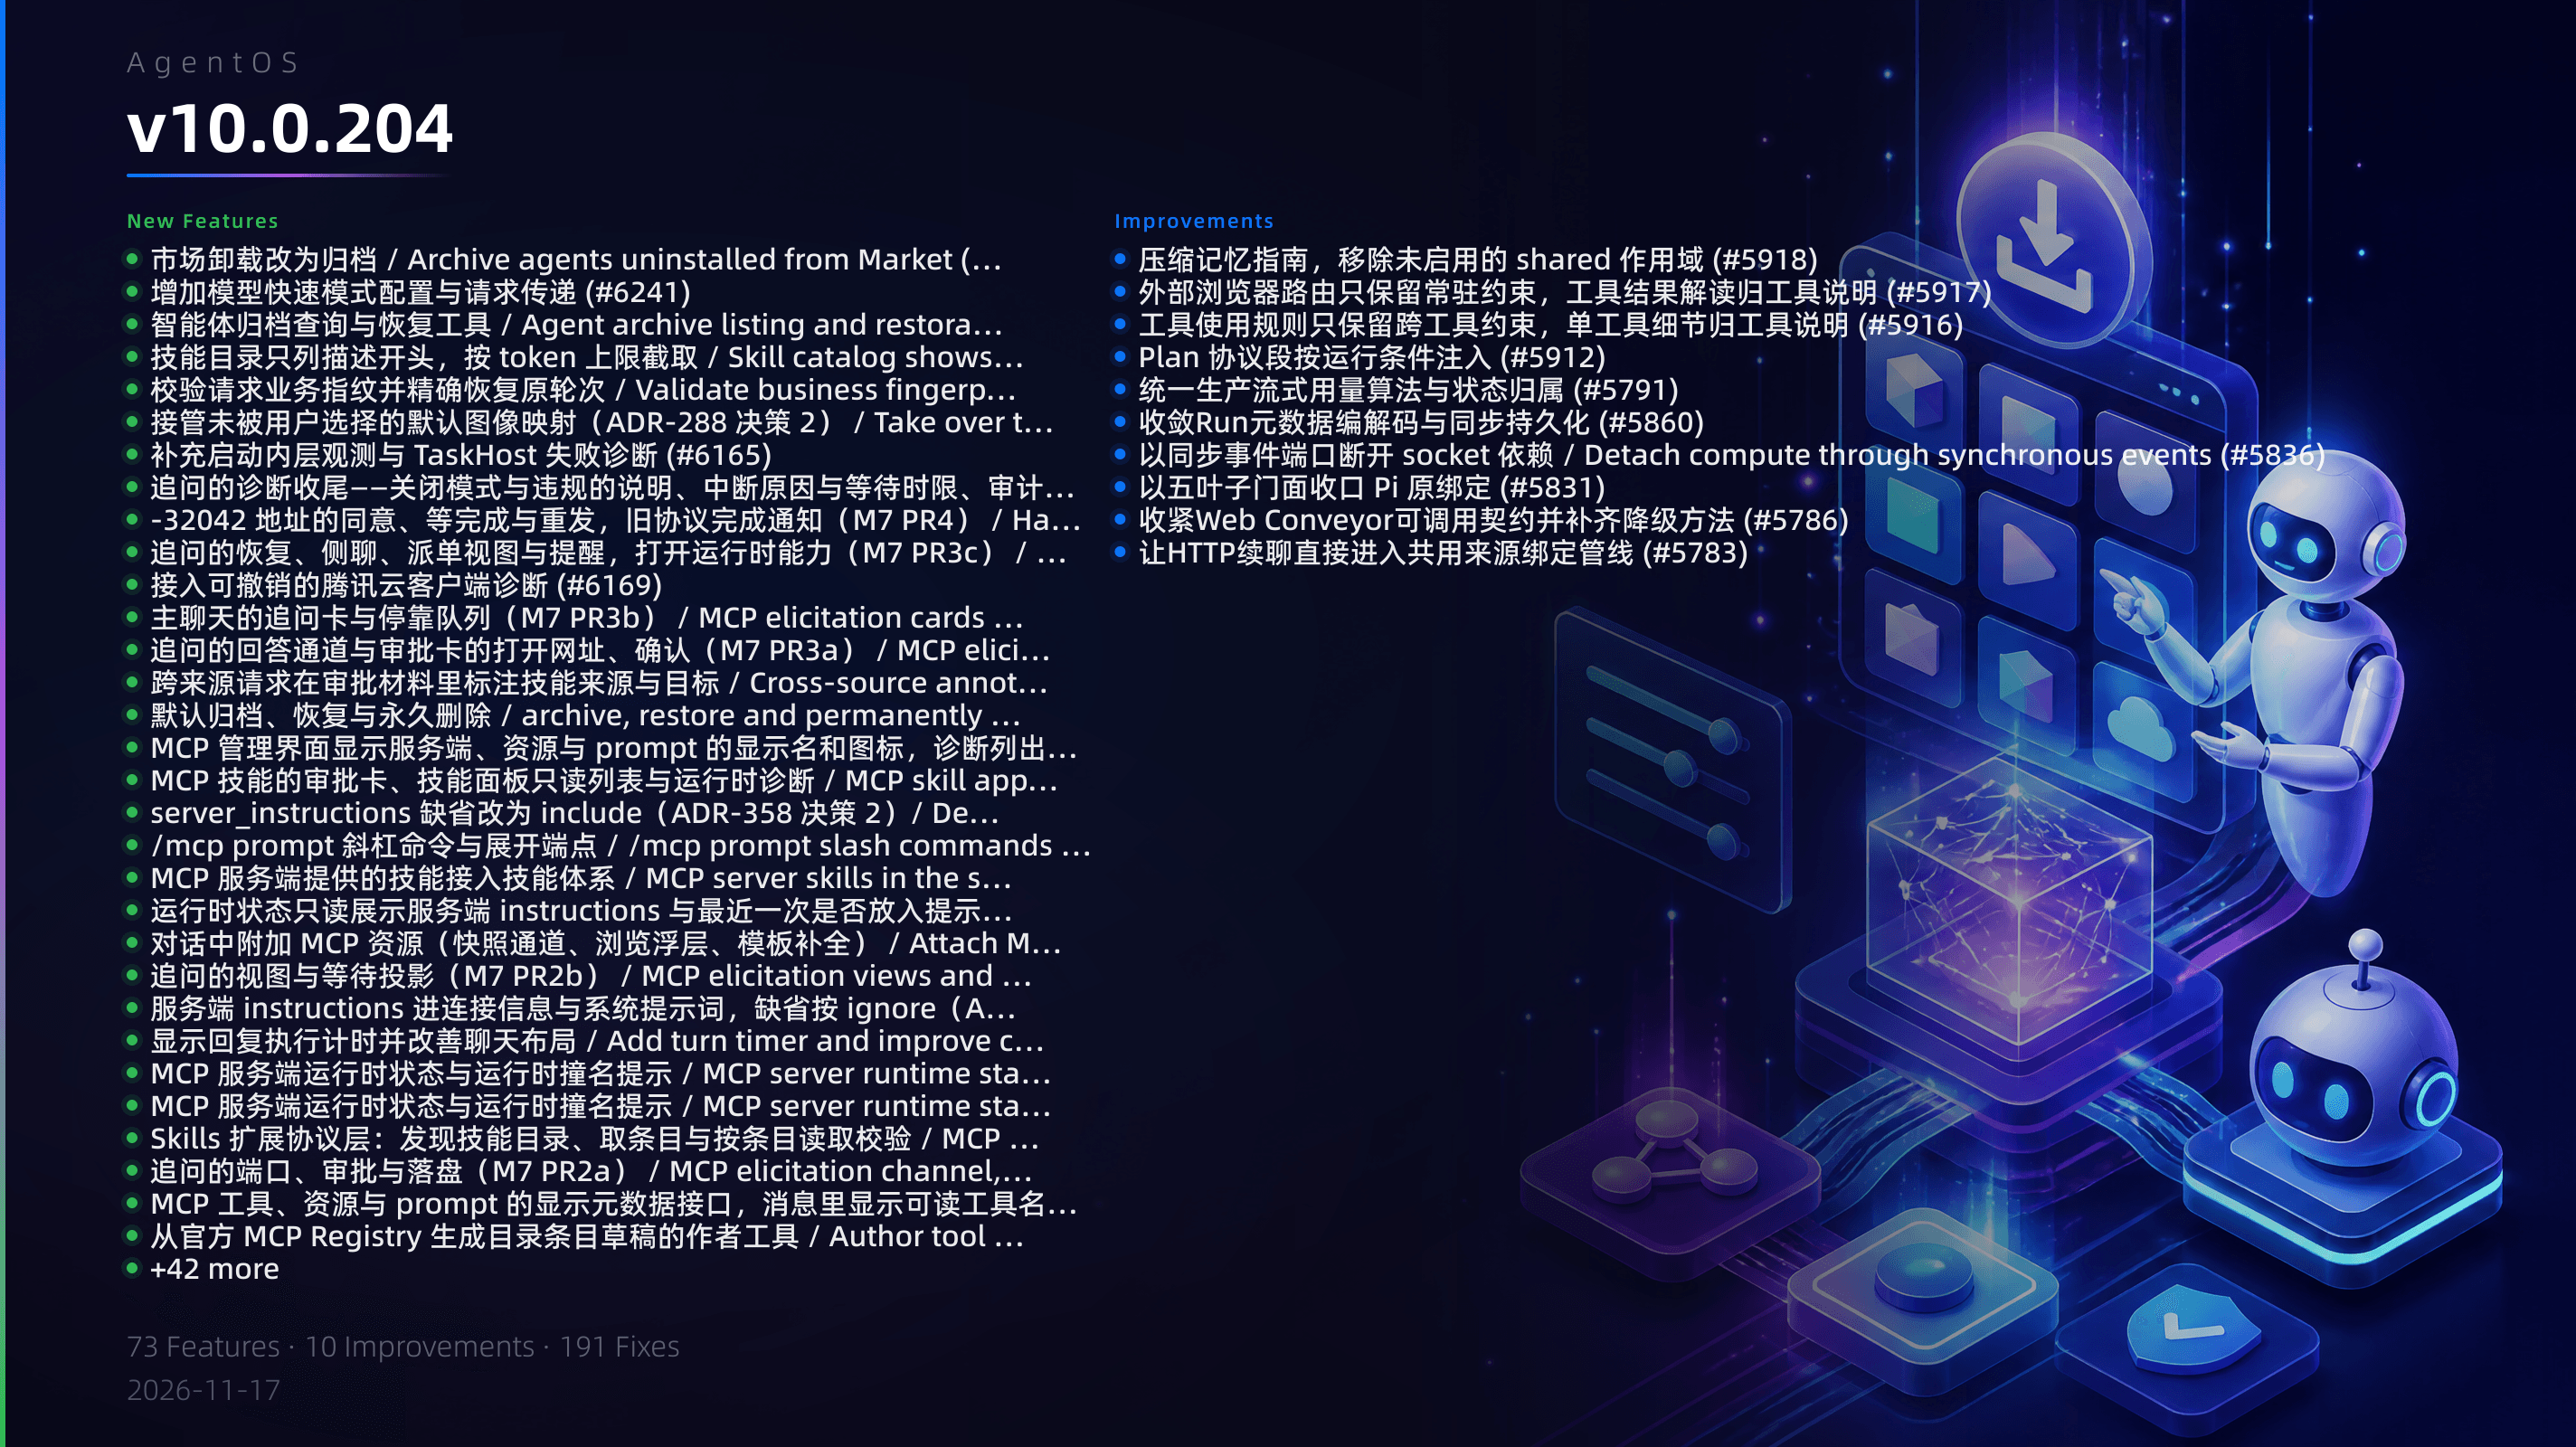 AgentOS
v10.0.204
New Features
市场卸载改为归档 / Archive agents uninstalled from Market (...
增加模型快速模式配置与请求传递 (#6241)
智能体归档查询与恢复工具 / Agent archive listing and restora...
技能目录只列描述开头，按 token 上限截取 / Skill catalog shows...
校验请求业务指纹并精确恢复原轮次 / Validate business fingerp...
接管未被用户选择的默认图像映射（ADR-288 决策 2） / Take over t...
补充启动内层观测与 TaskHost 失败诊断 (#6165)
追问的诊断收尾——关闭模式与违规的说明、中断原因与等待时限、审计...
-32042 地址的同意、等完成与重发，旧协议完成通知（M7 PR4） / Ha...
追问的恢复、侧聊、派单视图与提醒，打开运行时能力（M7 PR3c） / ...
接入可撤销的腾讯云客户端诊断 (#6169)
主聊天的追问卡与停靠队列（M7 PR3b） / MCP elicitation cards ...
追问的回答通道与审批卡的打开网址、确认（M7 PR3a） / MCP elici...
跨来源请求在审批材料里标注技能来源与目标 / Cross-source annot...
默认归档、恢复与永久删除 / archive, restore and permanently ...
MCP 管理界面显示服务端、资源与 prompt 的显示名和图标，诊断列出...
MCP 技能的审批卡、技能面板只读列表与运行时诊断 / MCP skill app...
server_instructions 缺省改为 include（ADR-358 决策 2）/ De...
/mcp prompt 斜杠命令与展开端点 / /mcp prompt slash commands ...
MCP 服务端提供的技能接入技能体系 / MCP server skills in the s...
运行时状态只读展示服务端 instructions 与最近一次是否放入提示...
对话中附加 MCP 资源（快照通道、浏览浮层、模板补全） / Attach M...
追问的视图与等待投影（M7 PR2b） / MCP elicitation views and ...
服务端 instructions 进连接信息与系统提示词，缺省按 ignore（A...
显示回复执行计时并改善聊天布局 / Add turn timer and improve c...
MCP 服务端运行时状态与运行时撞名提示 / MCP server runtime sta...
MCP 服务端运行时状态与运行时撞名提示 / MCP server runtime sta...
Skills 扩展协议层：发现技能目录、取条目与按条目读取校验 / MCP ...
追问的端口、审批与落盘（M7 PR2a） / MCP elicitation channel,...
MCP 工具、资源与 prompt 的显示元数据接口，消息里显示可读工具名...
从官方 MCP Registry 生成目录条目草稿的作者工具 / Author tool ...
+42 more
Improvements
压缩记忆指南，移除未启用的 shared 作用域 (#5918)
外部浏览器路由只保留常驻约束，工具结果解读归工具说明 (#5917)
工具使用规则只保留跨工具约束，单工具细节归工具说明 (#5916)
Plan 协议段按运行条件注入 (#5912)
统一生产流式用量算法与状态归属 (#5791)
收敛Run元数据编解码与同步持久化 (#5860)
以同步事件端口断开 socket 依赖 / Detach compute through synchronous events (#5836)
以五叶子门面收口 Pi 原绑定 (#5831)
收紧Web Conveyor可调用契约并补齐降级方法 (#5786)
让HTTP续聊直接进入共用来源绑定管线 (#5783)
73 Features · 10 Improvements · 191 Fixes
2026-11-17